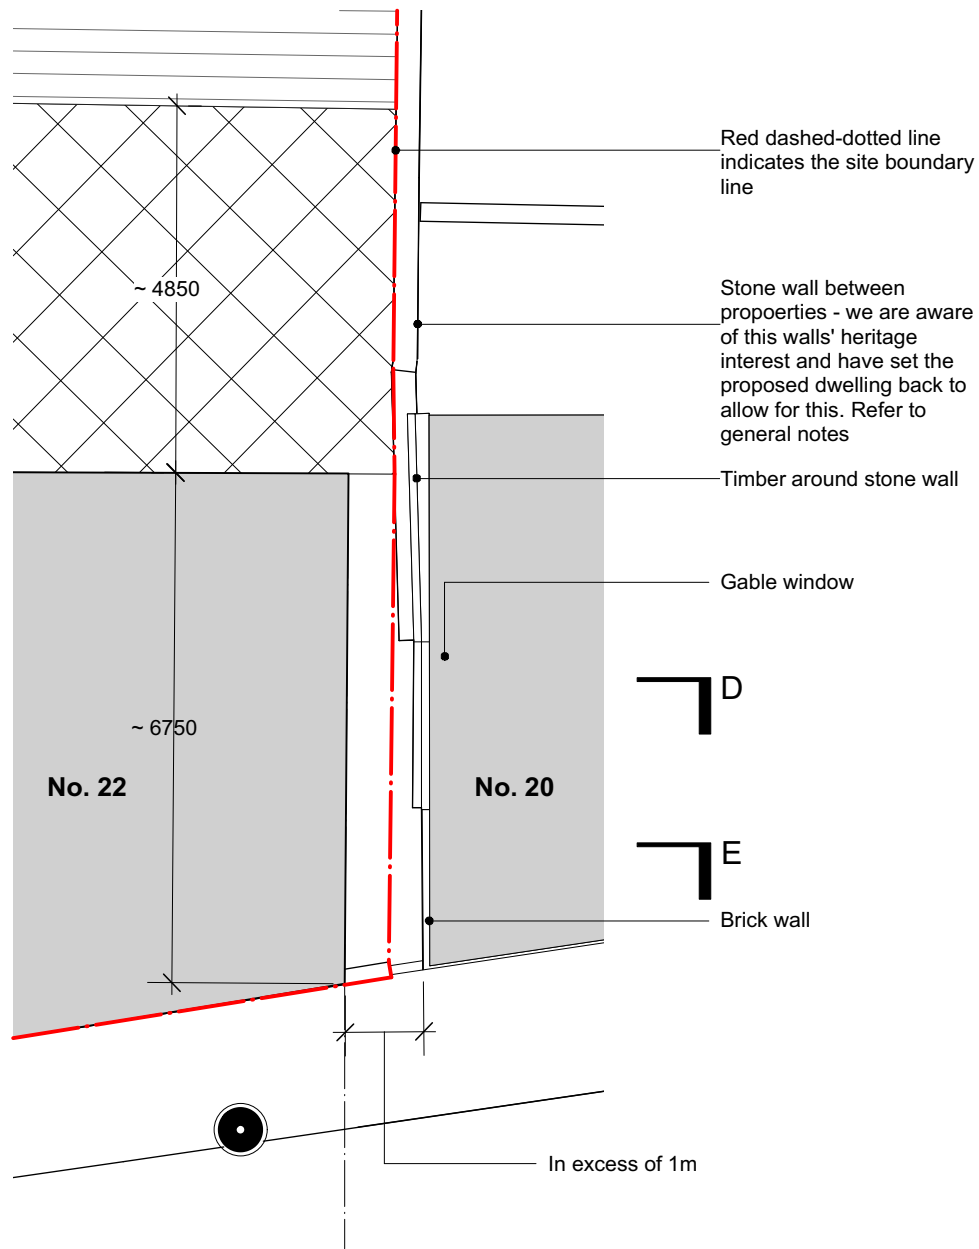 Red dashed-dotted line
indicates the site boundary
line
~ 4850
Stone wall between
propoerties - we are aware
of this walls' heritage
interest and have set the
proposed dwelling back to
allow for this. Refer to
general notes
Timber around stone wall
Gable window
D
~ 6750
No. 22
No. 20
E
Brick wall
In excess of 1m